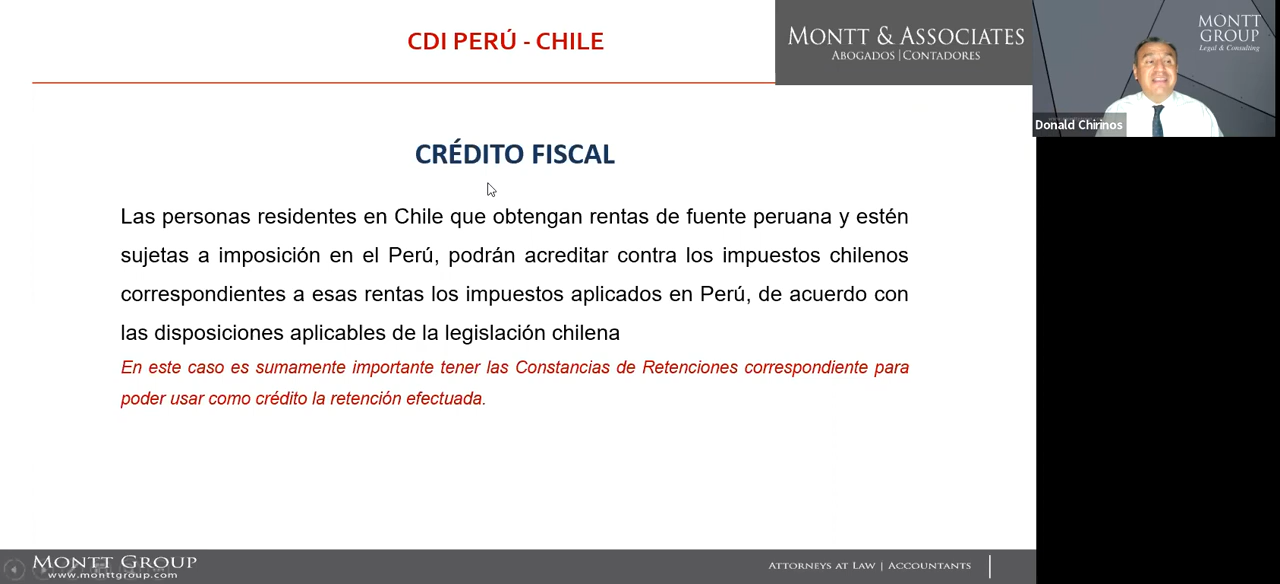 CDI PERÚ - CHILE
MONTT & ASSOCIATES
ABOGADOS | CONTADORES
MONTT
GROUP
Legal & Consulting
Donald Chirinos
CRÉDITO FISCAL
Las personas residentes en Chile que obtengan rentas de fuente peruana y estén
sujetas a imposición en el Perú, podrán acreditar contra los impuestos chilenos
correspondientes a esas rentas los impuestos aplicados en Perú, de acuerdo con
las disposiciones aplicables de la legislación chilena
En este caso es sumamente importante tener las Constancias de Retenciones correspondiente para
poder usar como crédito la retención efectuada.
MONTT GROUP
www.monttgroup.com
ATTORNEYS AT LAW | ACCOUNTANTS